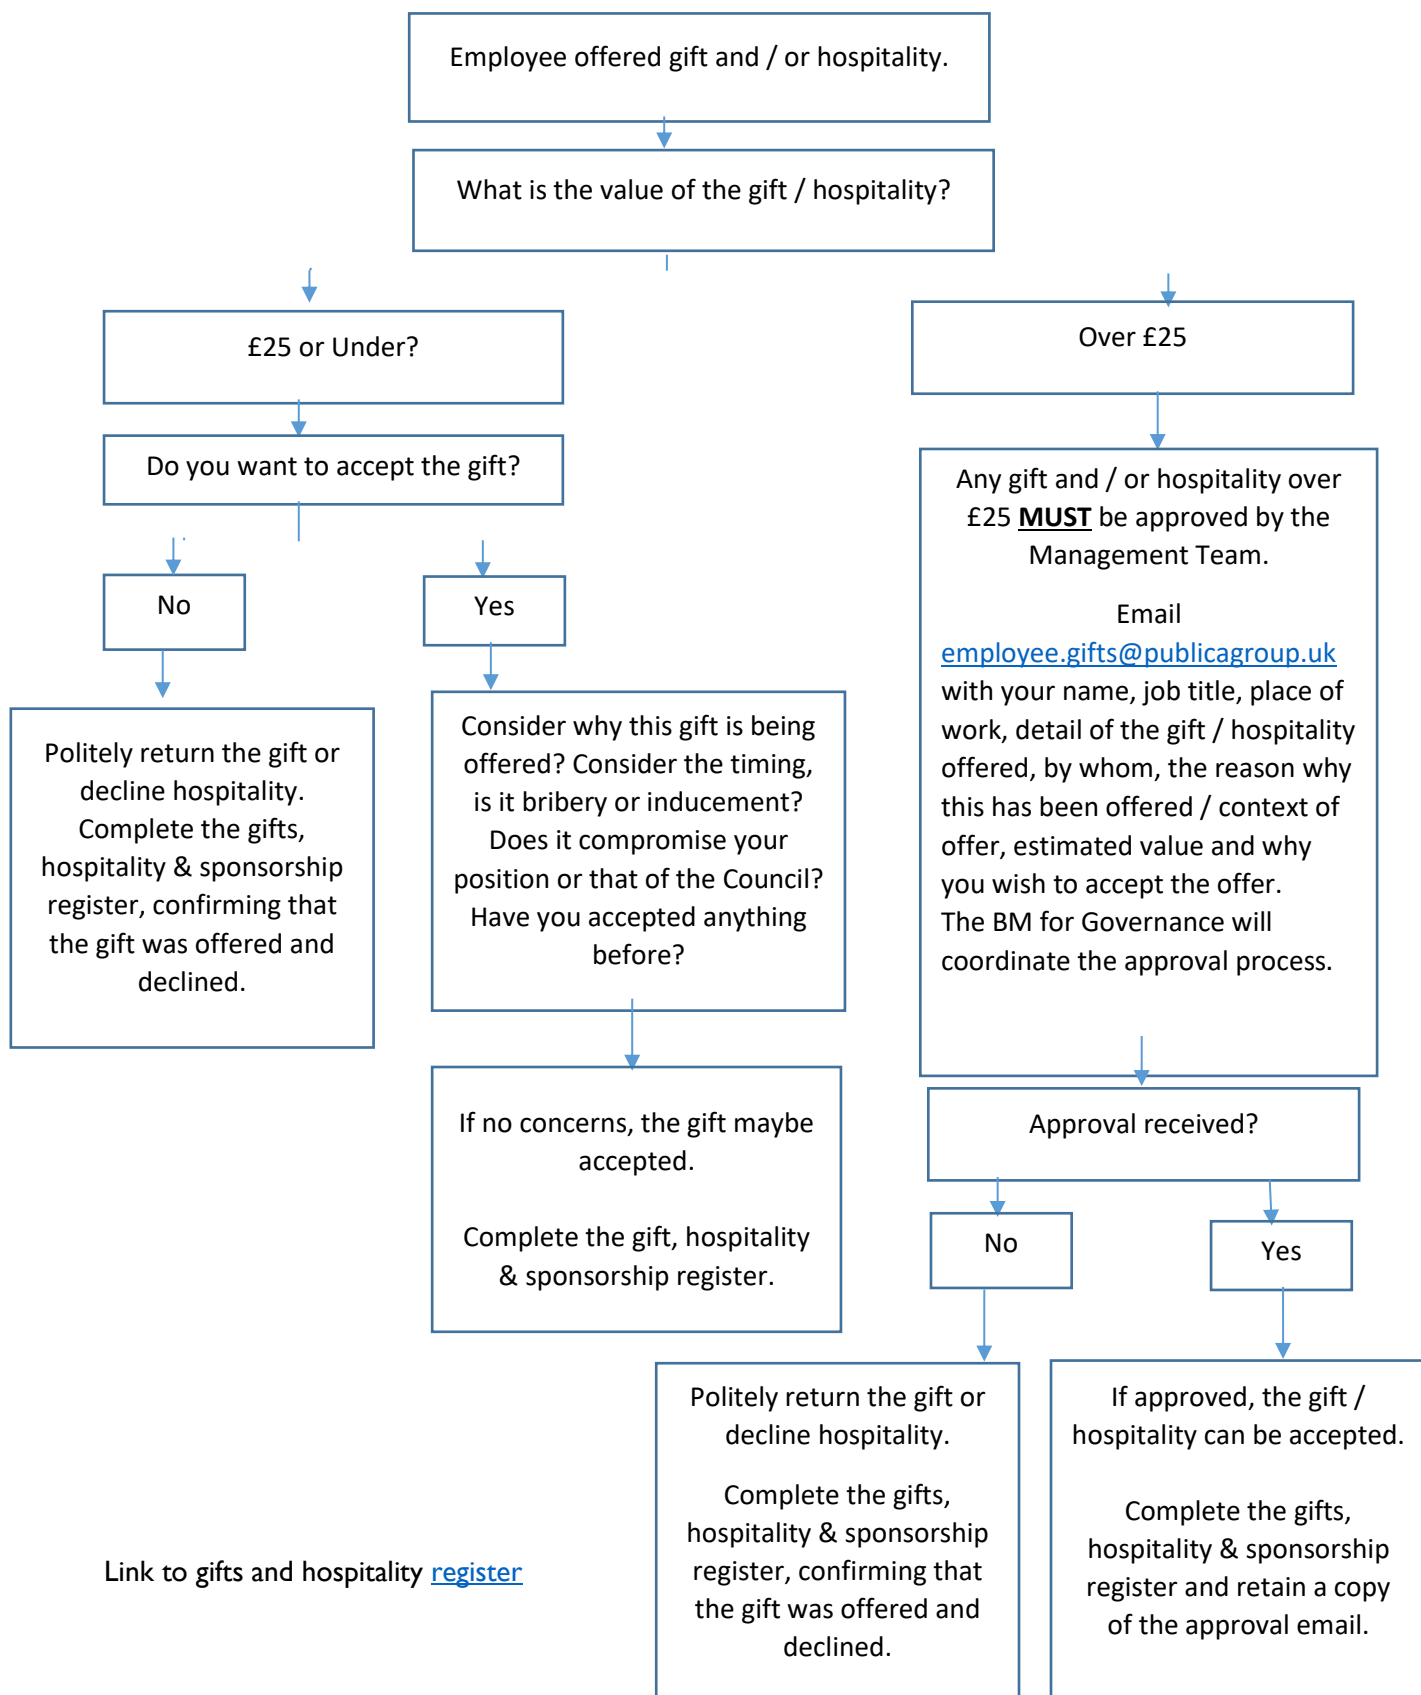 Employee offered gift and / or hospitality.
What is the value of the gift / hospitality?
£25 or Under?
Over £25
Do you want to accept the gift?
No
Yes
Politely return the gift or
decline hospitality.
Complete the gifts,
hospitality & sponsorship
register, confirming that
the gift was offered and
declined.
Consider why this gift is being
offered? Consider the timing,
is it bribery or inducement?
Does it compromise your
position or that of the Council?
Have you accepted anything
before?
If no concerns, the gift maybe
accepted.
Complete the gift, hospitality
& sponsorship register.
Any gift and / or hospitality over
£25 MUST be approved by the
Management Team.
Email
employee.gifts@publicagroup.uk
with your name, job title, place of
work, detail of the gift / hospitality
offered, by whom, the reason why
this has been offered / context of
offer, estimated value and why
you wish to accept the offer.
The BM for Governance will
coordinate the approval process.
Approval received?
No
Yes
Politely return the gift or
decline hospitality.
Complete the gifts,
hospitality & sponsorship
register, confirming that
the gift was offered and
declined.
If approved, the gift /
hospitality can be accepted.
Complete the gifts,
hospitality & sponsorship
register and retain a copy
of the approval email.
Link to gifts and hospitality register